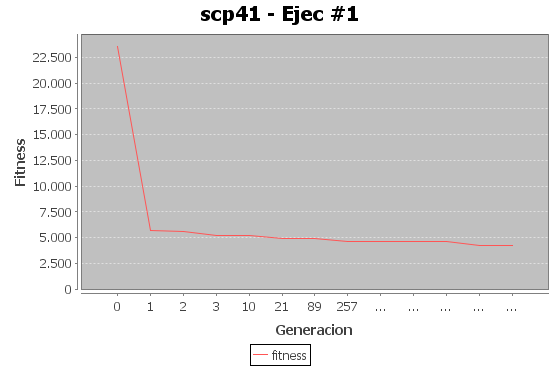 scp41 - Ejec #1
Fitness
22.500
20.000
17.500
15.000
12.500
10.000
7.500
5.000
2.500
0
0 1 2 3 10 21 89 257 ... ... ... ... ...
Generacion
fitness